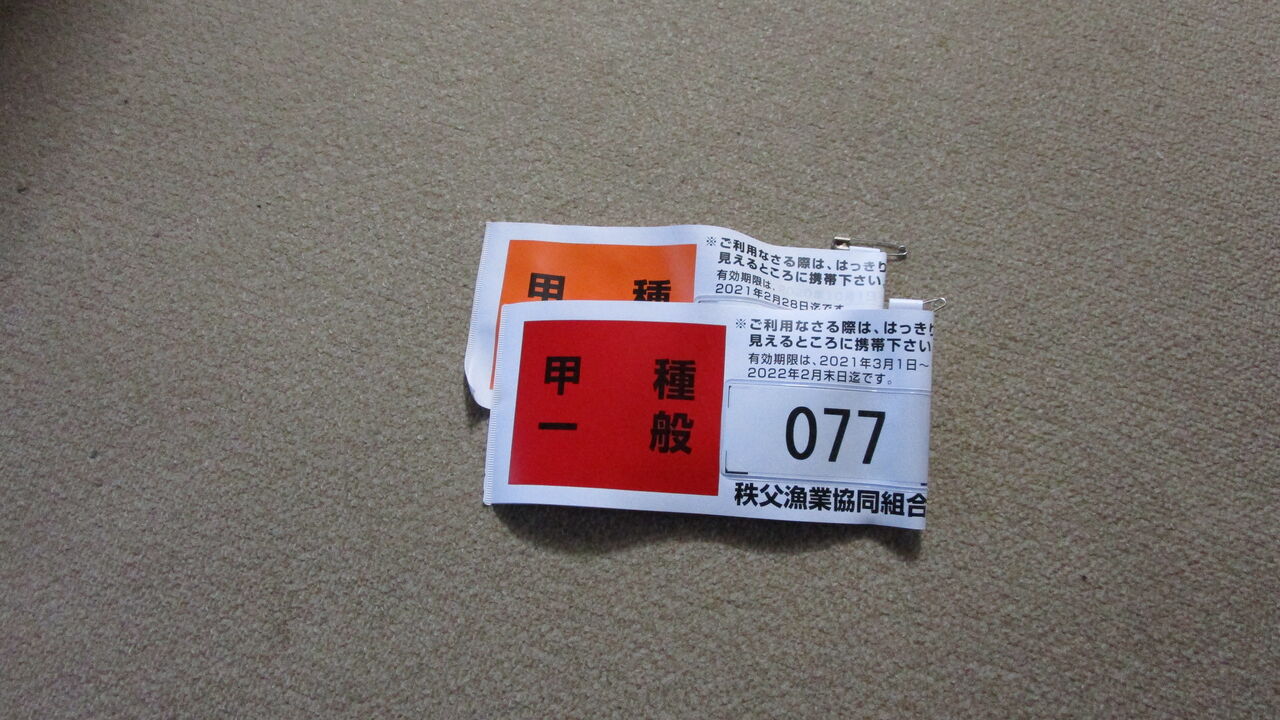 甲 種
※ご利用なさる際は、はっきり
見えるところに携帯下さい
有効期限は、
2021年2月28日迄です。
甲 種
一 般
※ご利用なさる際は、はっきり
見えるところに携帯下さい
有効期限は、2021年3月1日～
2022年2月末日迄です。
077
秩父漁業協同組合